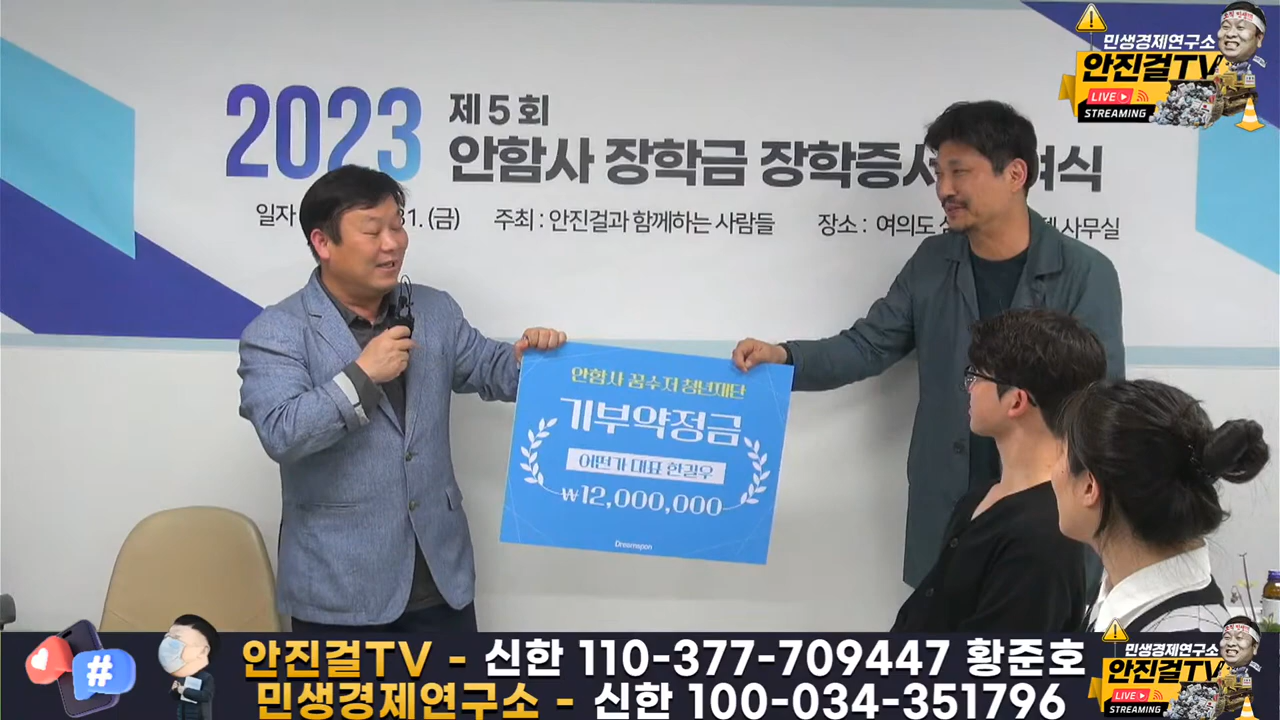 2023
제5회
안함사 장학금 장학증서 여식
일자 31. (금) 주최 : 안진걸과 함께하는 사람들 장소 : 여의도 사무실
민생경제연구소
안진걸TV
LIVE
STREAMING
안함사 꿈수저 청년재단
기부약정금
어떤가 대표 한길우
₩12,000,000
Dreamspon
#
안진걸TV - 신한 110-377-709447 황준호
민생경제연구소 - 신한 100-034-351796
민생경제연구소
안진걸TV
LIVE
STREAMING